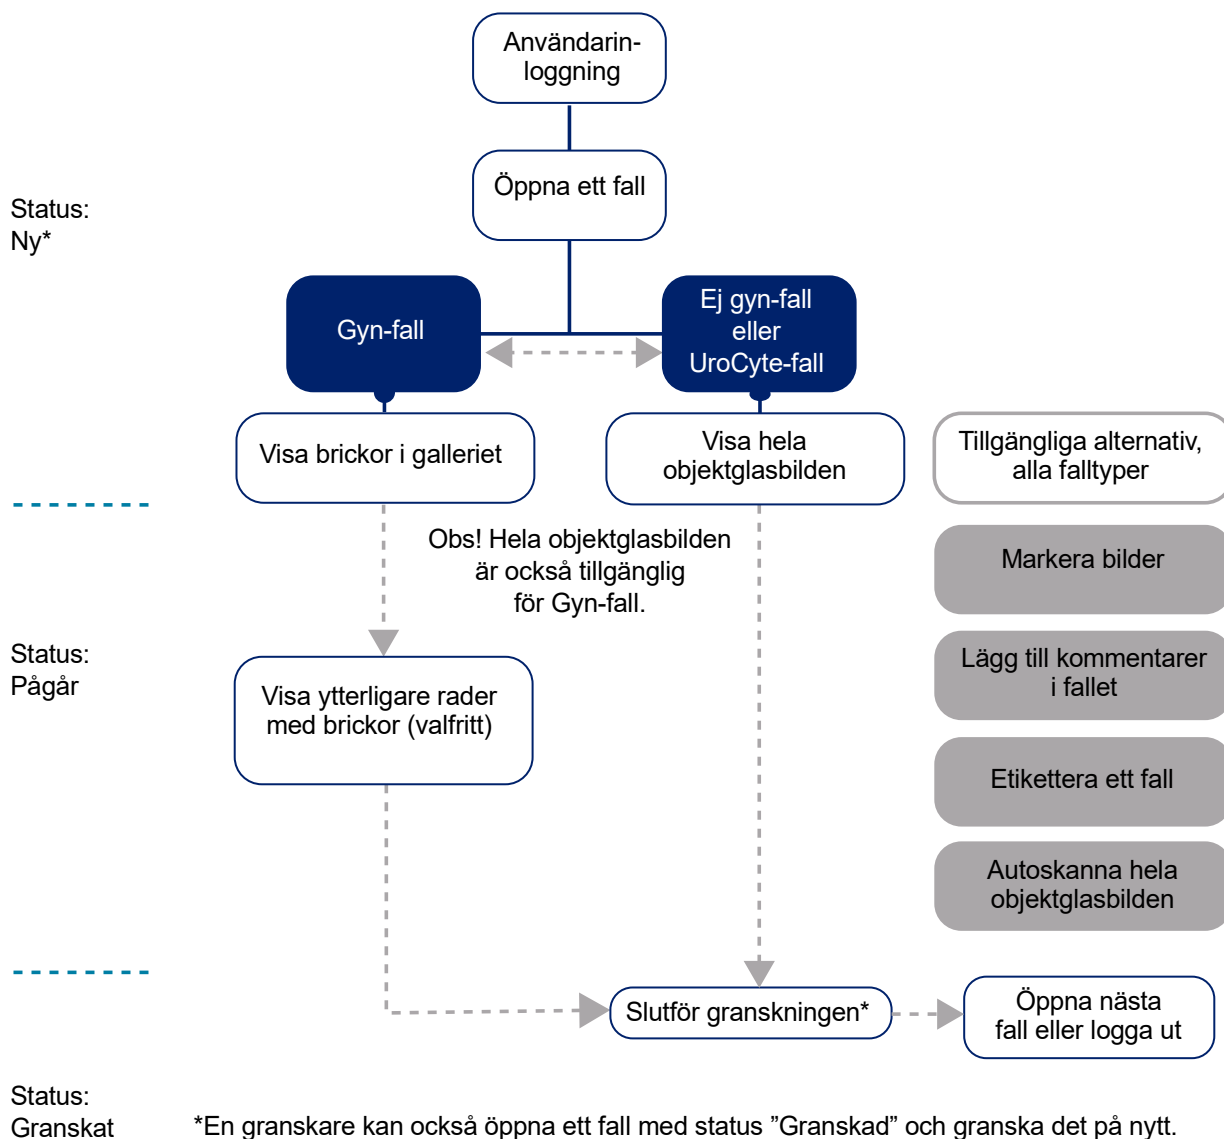 Användarin-
loggning
Öppna ett fall
Status:
Ny*
Gyn-fall
Ej gyn-fall
eller
UroCyte-fall
Visa brickor i galleriet
Visa hela
objektglasbilden
Tillgängliga alternativ,
alla falltyper
Obs! Hela objektglasbilden
är också tillgänglig
för Gyn-fall.
Markera bilder
Status:
Pågår
Visa ytterligare rader
med brickor (valfritt)
Lägg till kommentarer
i fallet
Etikettera ett fall
Autoskanna hela
objektglasbilden
Slutför granskningen*
Öppna nästa
fall eller logga ut
Status:
Granskat
*En granskare kan också öppna ett fall med status ”Granskad” och granska det på nytt.